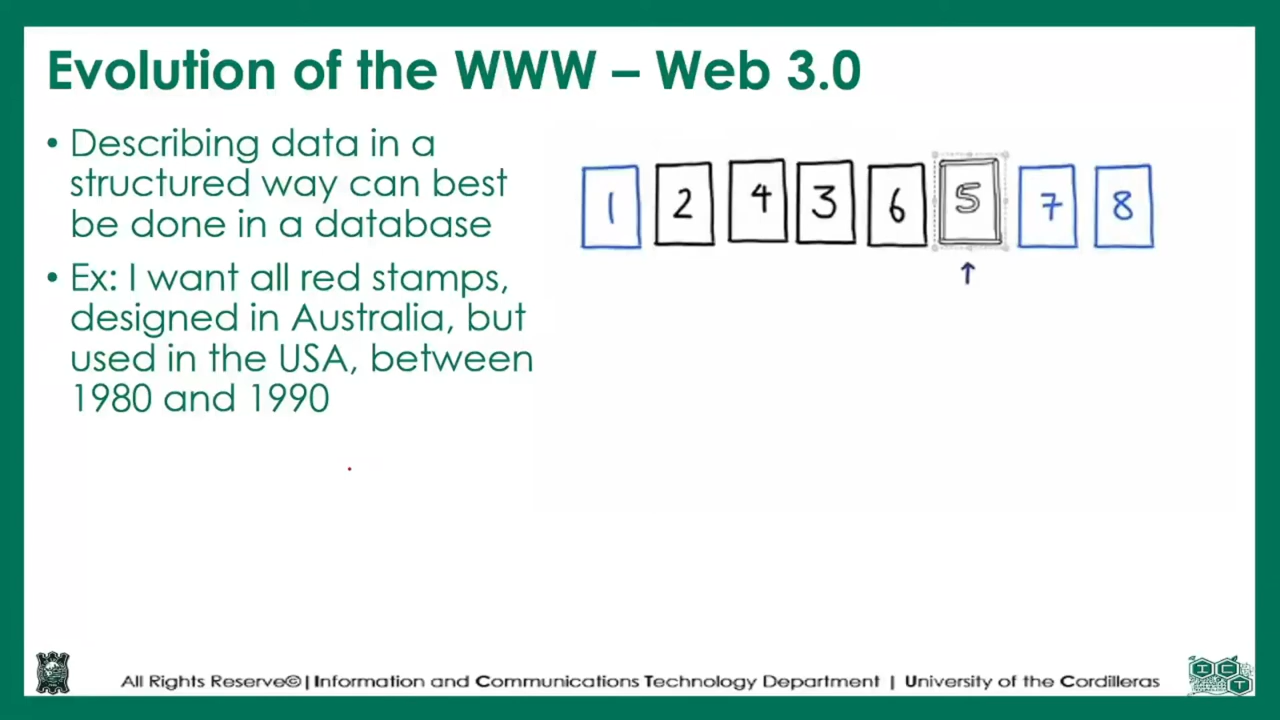 Evolution of the WWW – Web 3.0
• Describing data in a
structured way can best
be done in a database
• Ex: I want all red stamps,
designed in Australia, but
used in the USA, between
1980 and 1990
1 2 4 3 6 5 7 8
All Rights Reserve©|Information and Communications Technology Department | University of the Cordilleras
I C
T